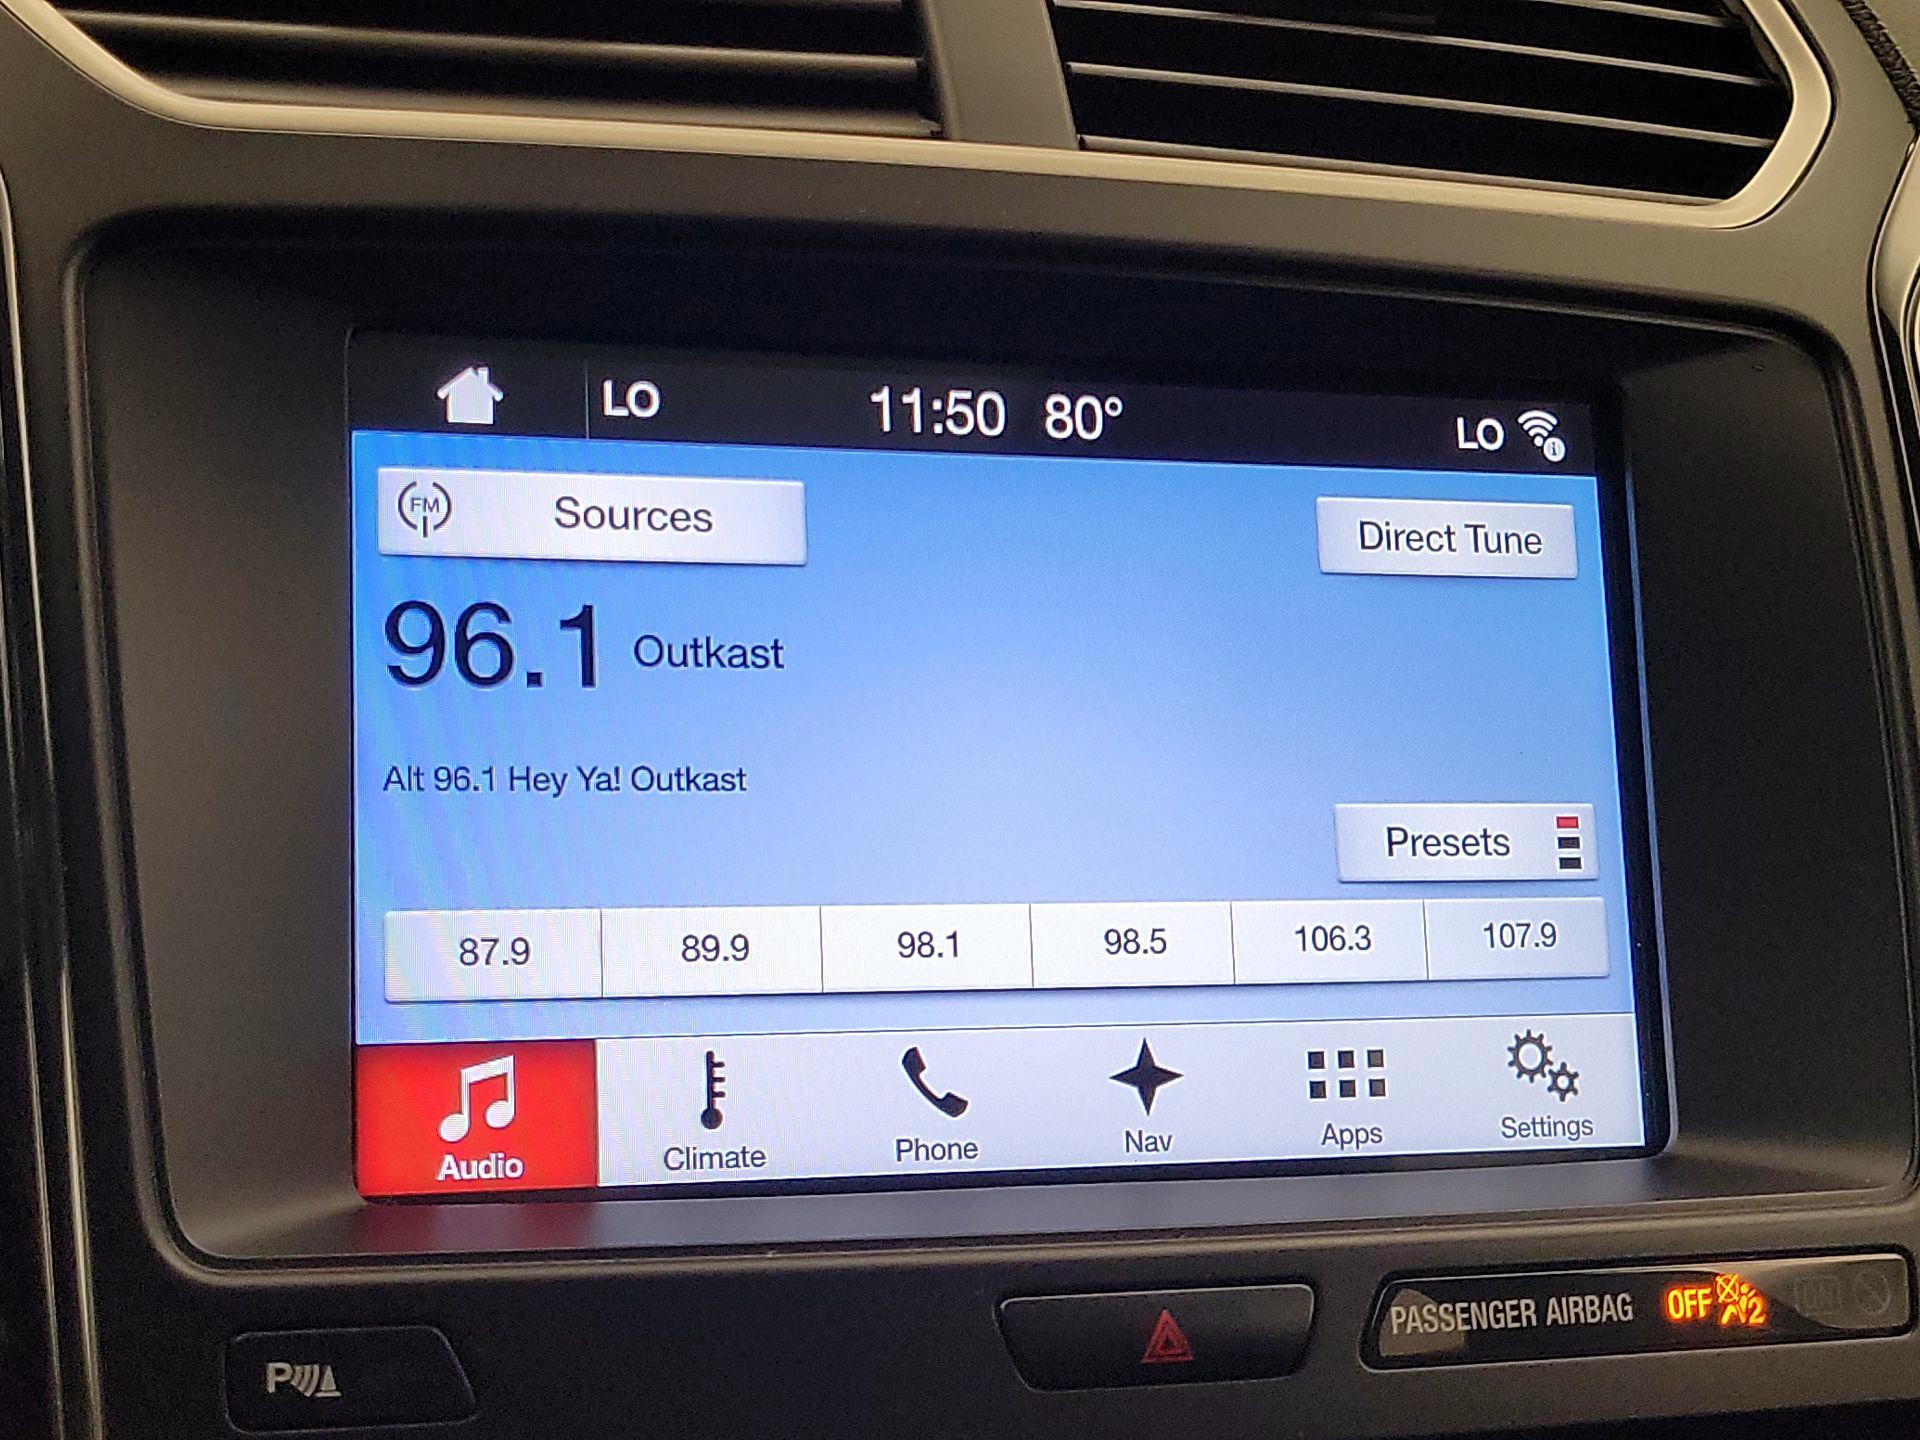 LO 11:50 80° LO
FM Sources Direct Tune
96.1 Outkast
Alt 96.1 Hey Ya! Outkast
Presets
87.9 89.9 98.1 98.5 106.3 107.9
Audio Climate Phone Nav Apps Settings
PASSENGER AIRBAG OFF 2
P